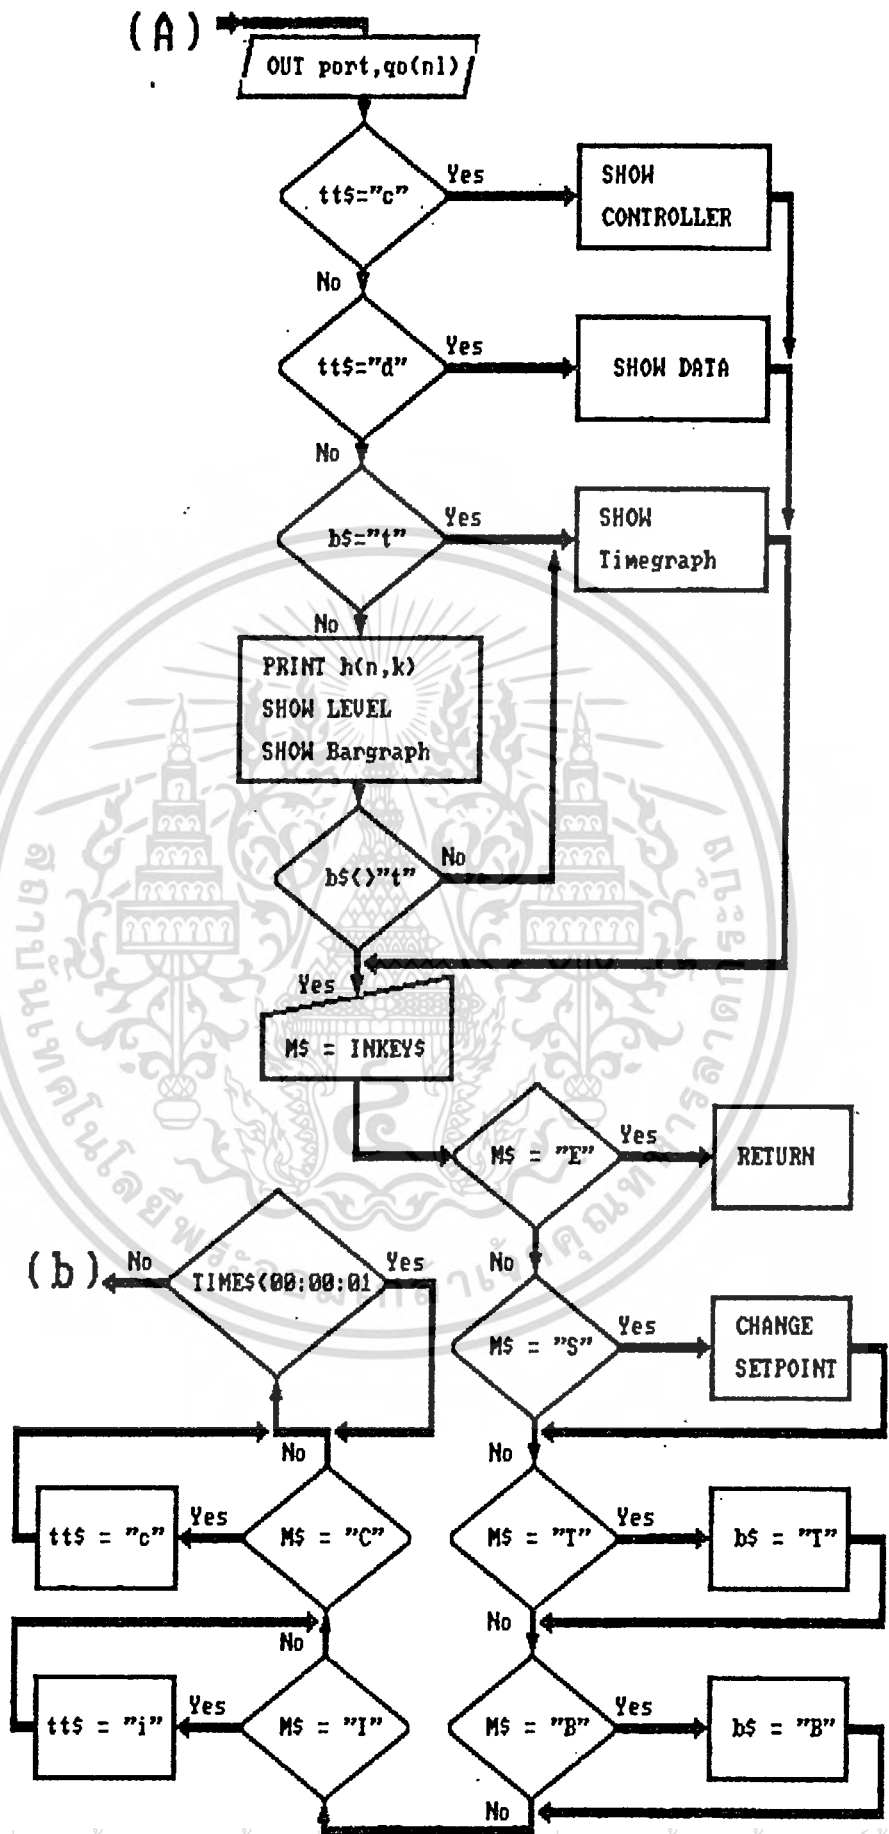 (A)
OUT port,qo(nl)
tt$="c"
Yes
SHOW
CONTROLLER
No
tt$="d"
Yes
SHOW DATA
No
b$="t"
Yes
SHOW
Timegraph
No
PRINT h(n,k)
SHOW LEVEL
SHOW Bargraph
b$<>"t"
No
Yes
M$ = INKEY$
M$ = "E"
Yes
RETURN
No
(b)
No
TIME$<00:00:01
Yes
M$ = "S"
Yes
CHANGE
SETPOINT
No
No
tt$ = "c"
Yes
M$ = "C"
M$ = "T"
Yes
b$ = "T"
No
No
tt$ = "i"
Yes
M$ = "I"
M$ = "B"
Yes
b$ = "B"
No